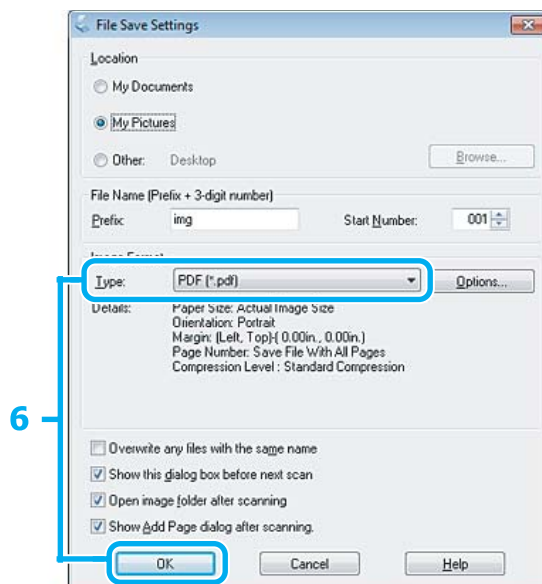 File Save Settings
Location
My Documents
My Pictures
Other: Desktop Browse...
File Name (Prefix + 3-digit number)
Prefix: img Start Number: 001
Image Format
Type: PDF (*.pdf) Options...
Details: Paper Size: Actual Image Size
Orientation: Portrait
Margin: (Left, Top)-( 0.00in., 0.00in.)
Page Number: Save File With All Pages
Compression Level : Standard Compression
6
Overwrite any files with the same name
Show this dialog box before next scan
Open image folder after scanning
Show Add Page dialog after scanning.
OK Cancel Help